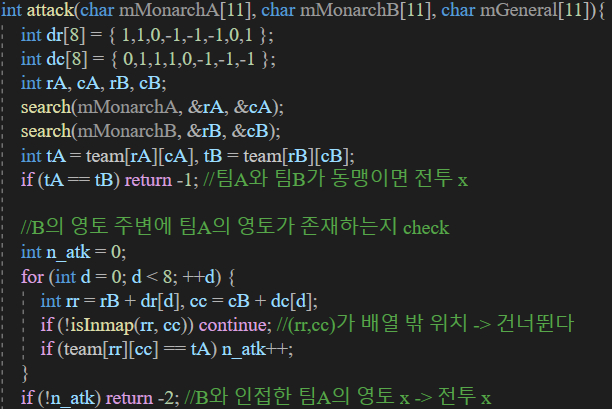 int attack(char mMonarchA[11], char mMonarchB[11], char mGeneral[11]){
int dr[8] = { 1,1,0,-1,-1,-1,0,1 };
int dc[8] = { 0,1,1,1,0,-1,-1,-1 };
int rA, cA, rB, cB;
search(mMonarchA, &rA, &cA);
search(mMonarchB, &rB, &cB);
int tA = team[rA][cA], tB = team[rB][cB];
if (tA == tB) return -1; //팀A와 팀B가 동맹이면 전투 x
//B의 영토 주변에 팀A의 영토가 존재하는지 check
int n_atk = 0;
for (int d = 0; d < 8; ++d) {
int rr = rB + dr[d], cc = cB + dc[d];
if (!isInmap(rr, cc)) continue; //(rr,cc)가 배열 밖 위치 -> 건너뛴다
if (team[rr][cc] == tA) n_atk++;
}
if (!n_atk) return -2; //B와 인접한 팀A의 영토 x -> 전투 x